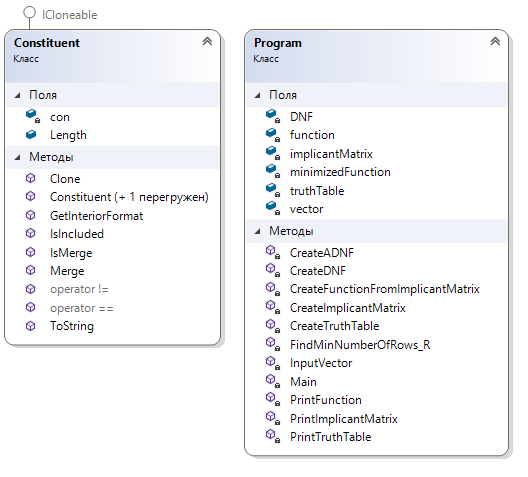 ICloneable
Constituent
Класс
Поля
con
Length
Методы
Clone
Constituent (+ 1 перегружен)
GetInteriorFormat
IsIncluded
IsMerge
Merge
operator !=
operator ==
ToString
Program
Класс
Поля
DNF
function
implicantMatrix
minimizedFunction
truthTable
vector
Методы
CreateADNF
CreateDNF
CreateFunctionFromImplicantMatrix
CreateImplicantMatrix
CreateTruthTable
FindMinNumberOfRows_R
InputVector
Main
PrintFunction
PrintImplicantMatrix
PrintTruthTable